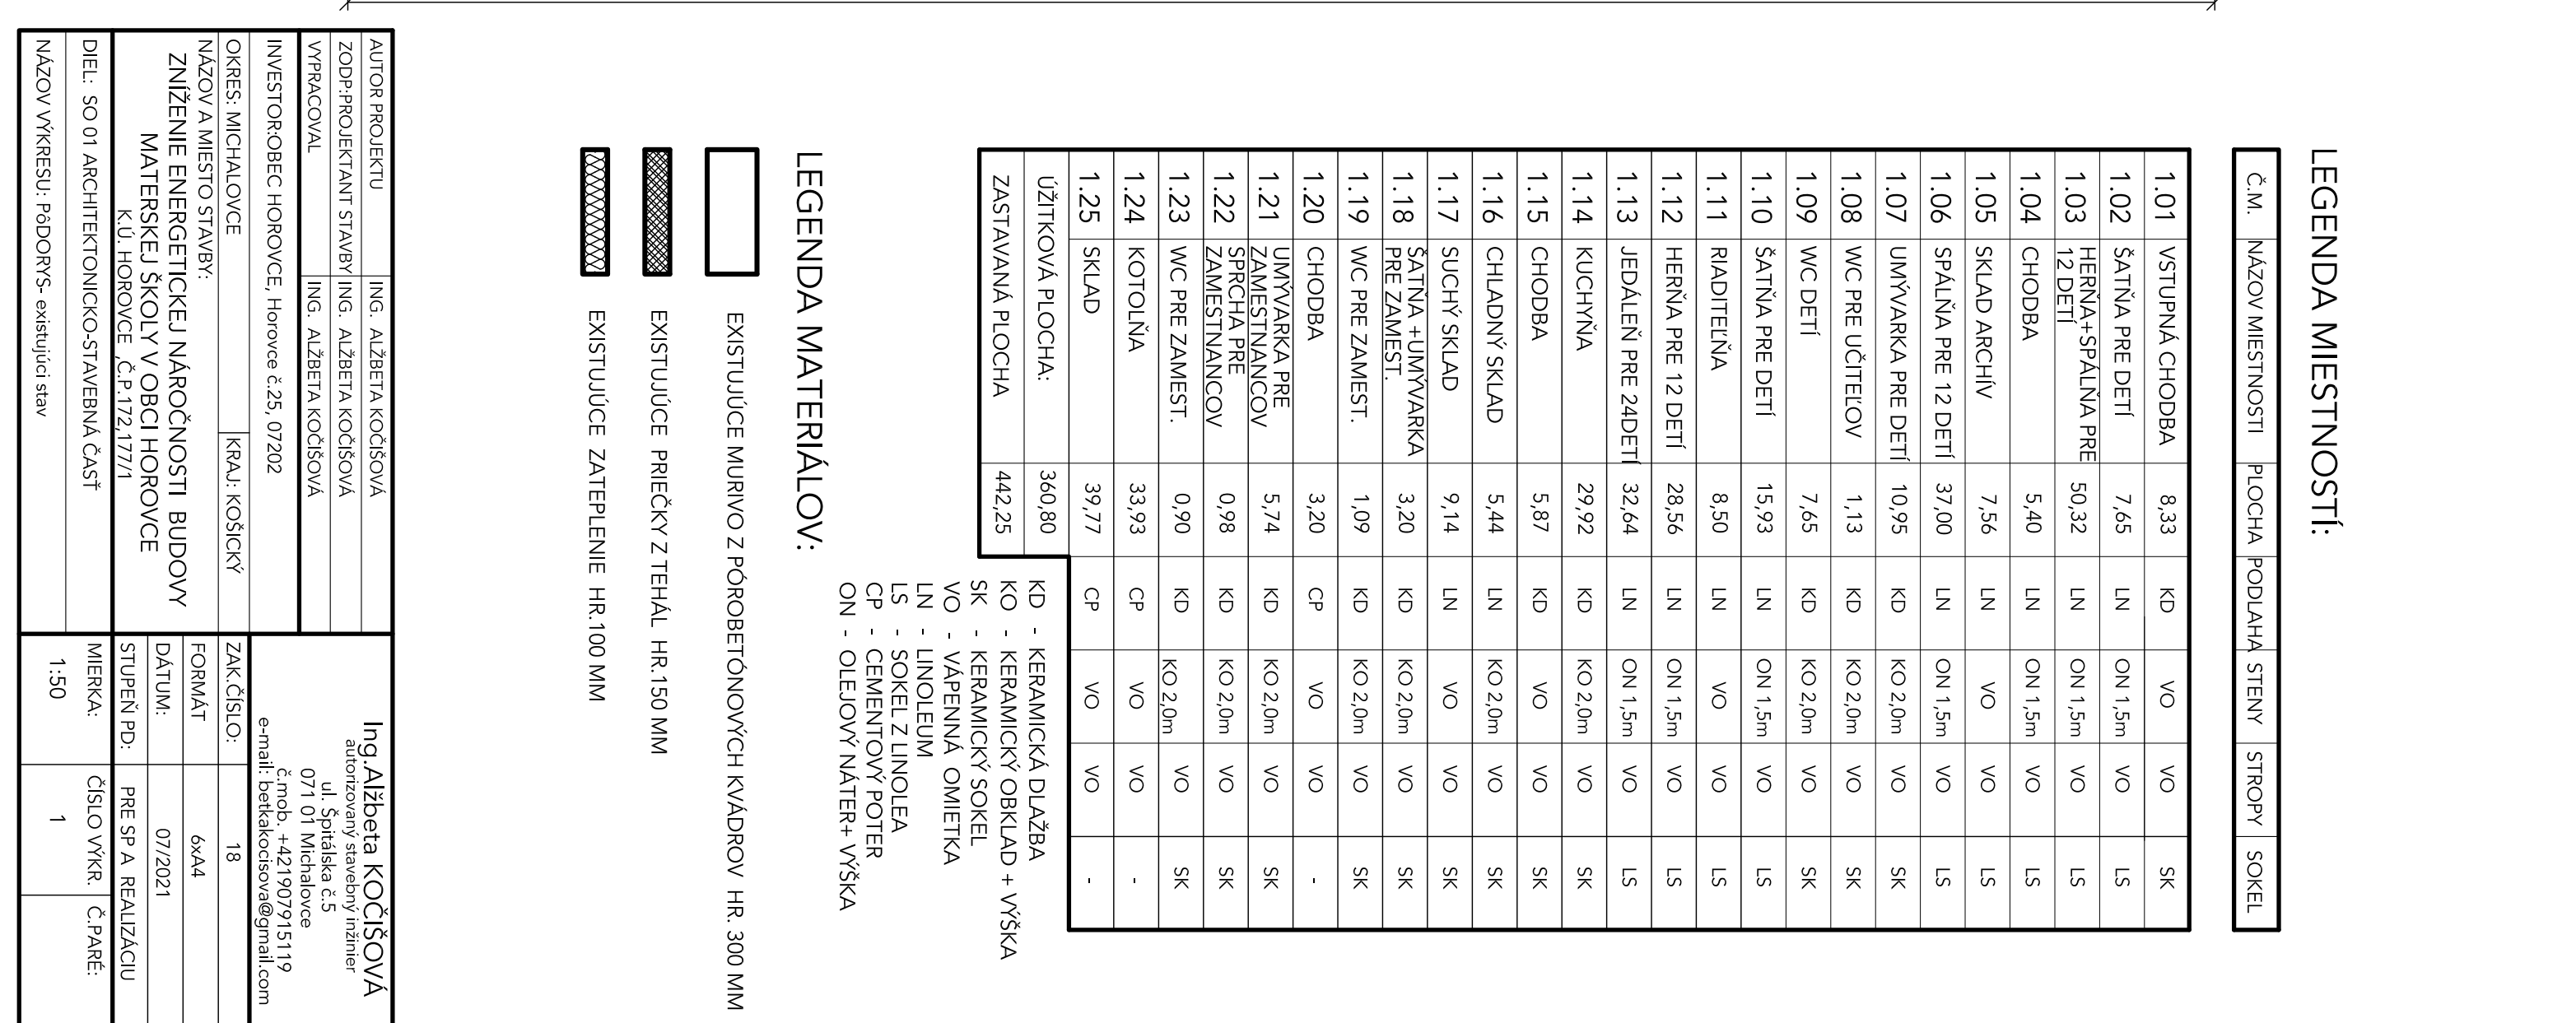 LEGENDA MIESTNOSTÍ:
Č.M. NÁZOV MIESTNOSTI PLOCHA PODLAHA STENY STROPY SOKEL
1.01 VSTUPNÁ CHODBA 8,33 KD VO VO SK
1.02 ŠATŇA PRE DETÍ 7,65 LN ON 1,5m VO LS
1.03 HERŇA+SPÁLŇA PRE 12 DETÍ 50,32 LN ON 1,5m VO LS
1.04 CHODBA 5,40 LN ON 1,5m VO LS
1.05 SKLAD ARCHÍV 7,56 LN VO VO LS
1.06 SPÁLŇA PRE 12 DETÍ 37,00 LN ON 1,5m VO LS
1.07 UMÝVARKA PRE DETÍ 10,95 KD KO 2,0m VO SK
1.08 WC PRE UČITEĽOV 1,13 KD KO 2,0m VO SK
1.09 WC DETÍ 7,65 KD KO 2,0m VO SK
1.10 ŠATŇA PRE DETÍ 15,93 LN ON 1,5m VO LS
1.11 RIADITEĽŇA 8,50 LN VO VO LS
1.12 HERŇA PRE 12 DETÍ 28,56 LN ON 1,5m VO LS
1.13 JEDÁLEŇ PRE 24DETÍ 32,64 LN ON 1,5m VO LS
1.14 KUCHYŇA 29,92 KD KO 2,0m VO SK
1.15 CHODBA 5,87 KD VO VO SK
1.16 CHLADNÝ SKLAD 5,44 LN KO 2,0m VO SK
1.17 SUCHÝ SKLAD 9,14 LN VO VO SK
1.18 ŠATŇA +UMÝVARKA PRE ZAMEST. 3,20 KD KO 2,0m VO SK
1.19 WC PRE ZAMEST. 1,09 KD KO 2,0m VO SK
1.20 CHODBA 3,20 CP VO VO -
1.21 UMÝVARKA PRE ZAMESTNANCOV 5,74 KD KO 2,0m VO SK
1.22 SPRCHA PRE ZAMESTNANCOV 0,98 KD KO 2,0m VO SK
1.23 WC PRE ZAMEST. 0,90 KD KO 2,0m VO SK
1.24 KOTOLŇA 33,93 CP VO VO -
1.25 SKLAD 39,77 CP VO VO -
ÚŽITKOVÁ PLOCHA: 360,80
ZASTAVANÁ PLOCHA 442,25
KD - KERAMICKÁ DLAŽBA
KO - KERAMICKÝ OBKLAD + VÝŠKA
SK - KERAMICKÝ SOKEL
VO - VÁPENNÁ OMIETKA
LN - LINOLEUM
LS - SOKEL Z LINOLEA
CP - CEMENTOVÝ POTER
ON - OLEJOVÝ NÁTER+ VÝŠKA
LEGENDA MATERIÁLOV:
EXISTUJÚCE MURIVO Z PÓROBETÓNOVÝCH KVÁDROV HR. 300 MM
EXISTUJÚCE PRIEČKY Z TEHÁL HR.150 MM
EXISTUJÚCE ZATEPLENIE HR.100 MM
AUTOR PROJEKTU ING. ALŽBETA KOČIŠOVÁ
ZODP.PROJEKTANT STAVBY ING. ALŽBETA KOČIŠOVÁ
VYPRACOVAL ING. ALŽBETA KOČIŠOVÁ
INVESTOR:OBEC HOROVCE, Horovce č.25, 07202
OKRES: MICHALOVCE KRAJ: KOŠICKÝ
NÁZOV A MIESTO STAVBY:
ZNÍŽENIE ENERGETICKEJ NÁROČNOSTI BUDOVY
MATERSKEJ ŠKOLY V OBCI HOROVCE
K.Ú. HOROVCE ,Č.P.172,177/1
DIEL: SO 01 ARCHITEKTONICKO-STAVEBNÁ ČASŤ
NÁZOV VÝKRESU: PôDORYS- existujúci stav
Ing.Alžbeta KOČIŠOVÁ
autorizovaný stavebný inžinier
ul. Špitálska č.5
071 01 Michalovce
č.mob. +421907915119
e-mail: betkakocisova@gmail.com
ZAK.ČÍSLO: 18
FORMÁT 6xA4
DÁTUM: 07/2021
STUPEŇ PD: PRE SP A REALIZÁCIU
MIERKA: ČÍSLO VÝKR. Č.PARÉ:
1:50 1